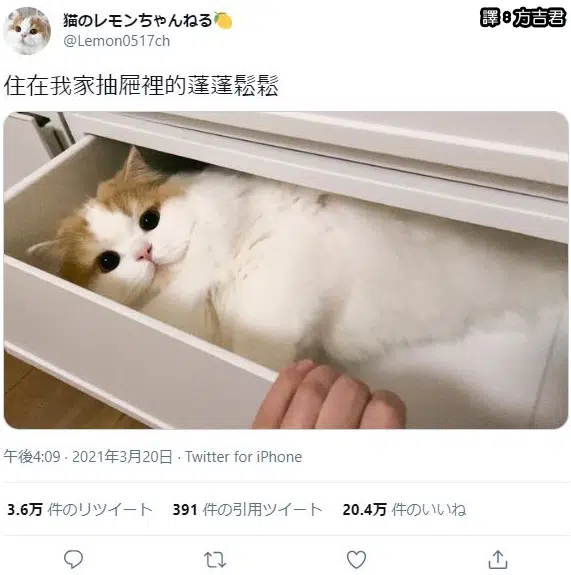 猫のレモンちゃんねる🍋
譯8方吉君
@Lemon0517ch
住在我家抽屜裡的蓬蓬鬆鬆
午後4:09 · 2021年3月20日 · Twitter for iPhone
3.6万 件のリツイート 391 件の引用ツイート 20.4万 件のいいね